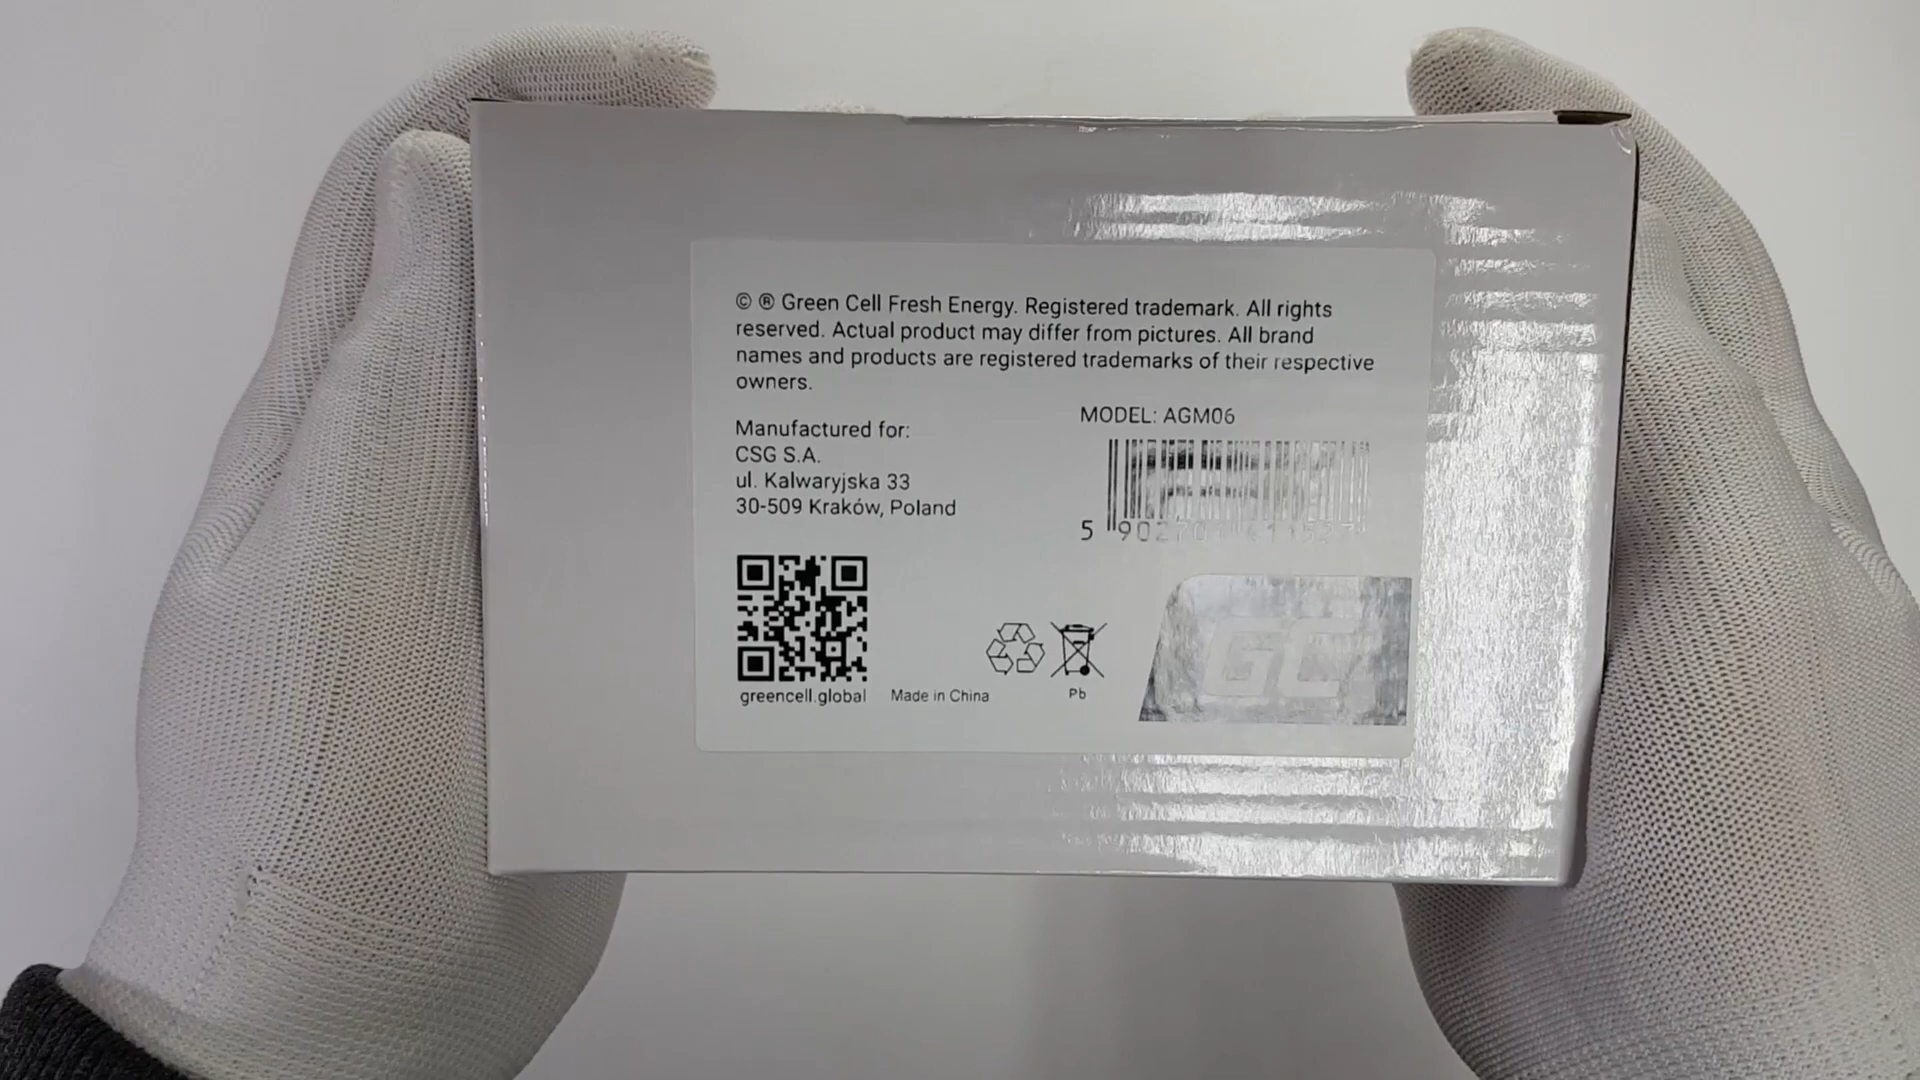 © ® Green Cell Fresh Energy. Registered trademark. All rights
reserved. Actual product may differ from pictures. All brand
names and products are registered trademarks of their respective
owners.
MODEL: AGM06
Manufactured for:
CSG S.A.
ul. Kalwaryjska 33
30-509 Kraków, Poland
5
GC
greencell.global
Made in China
Pb